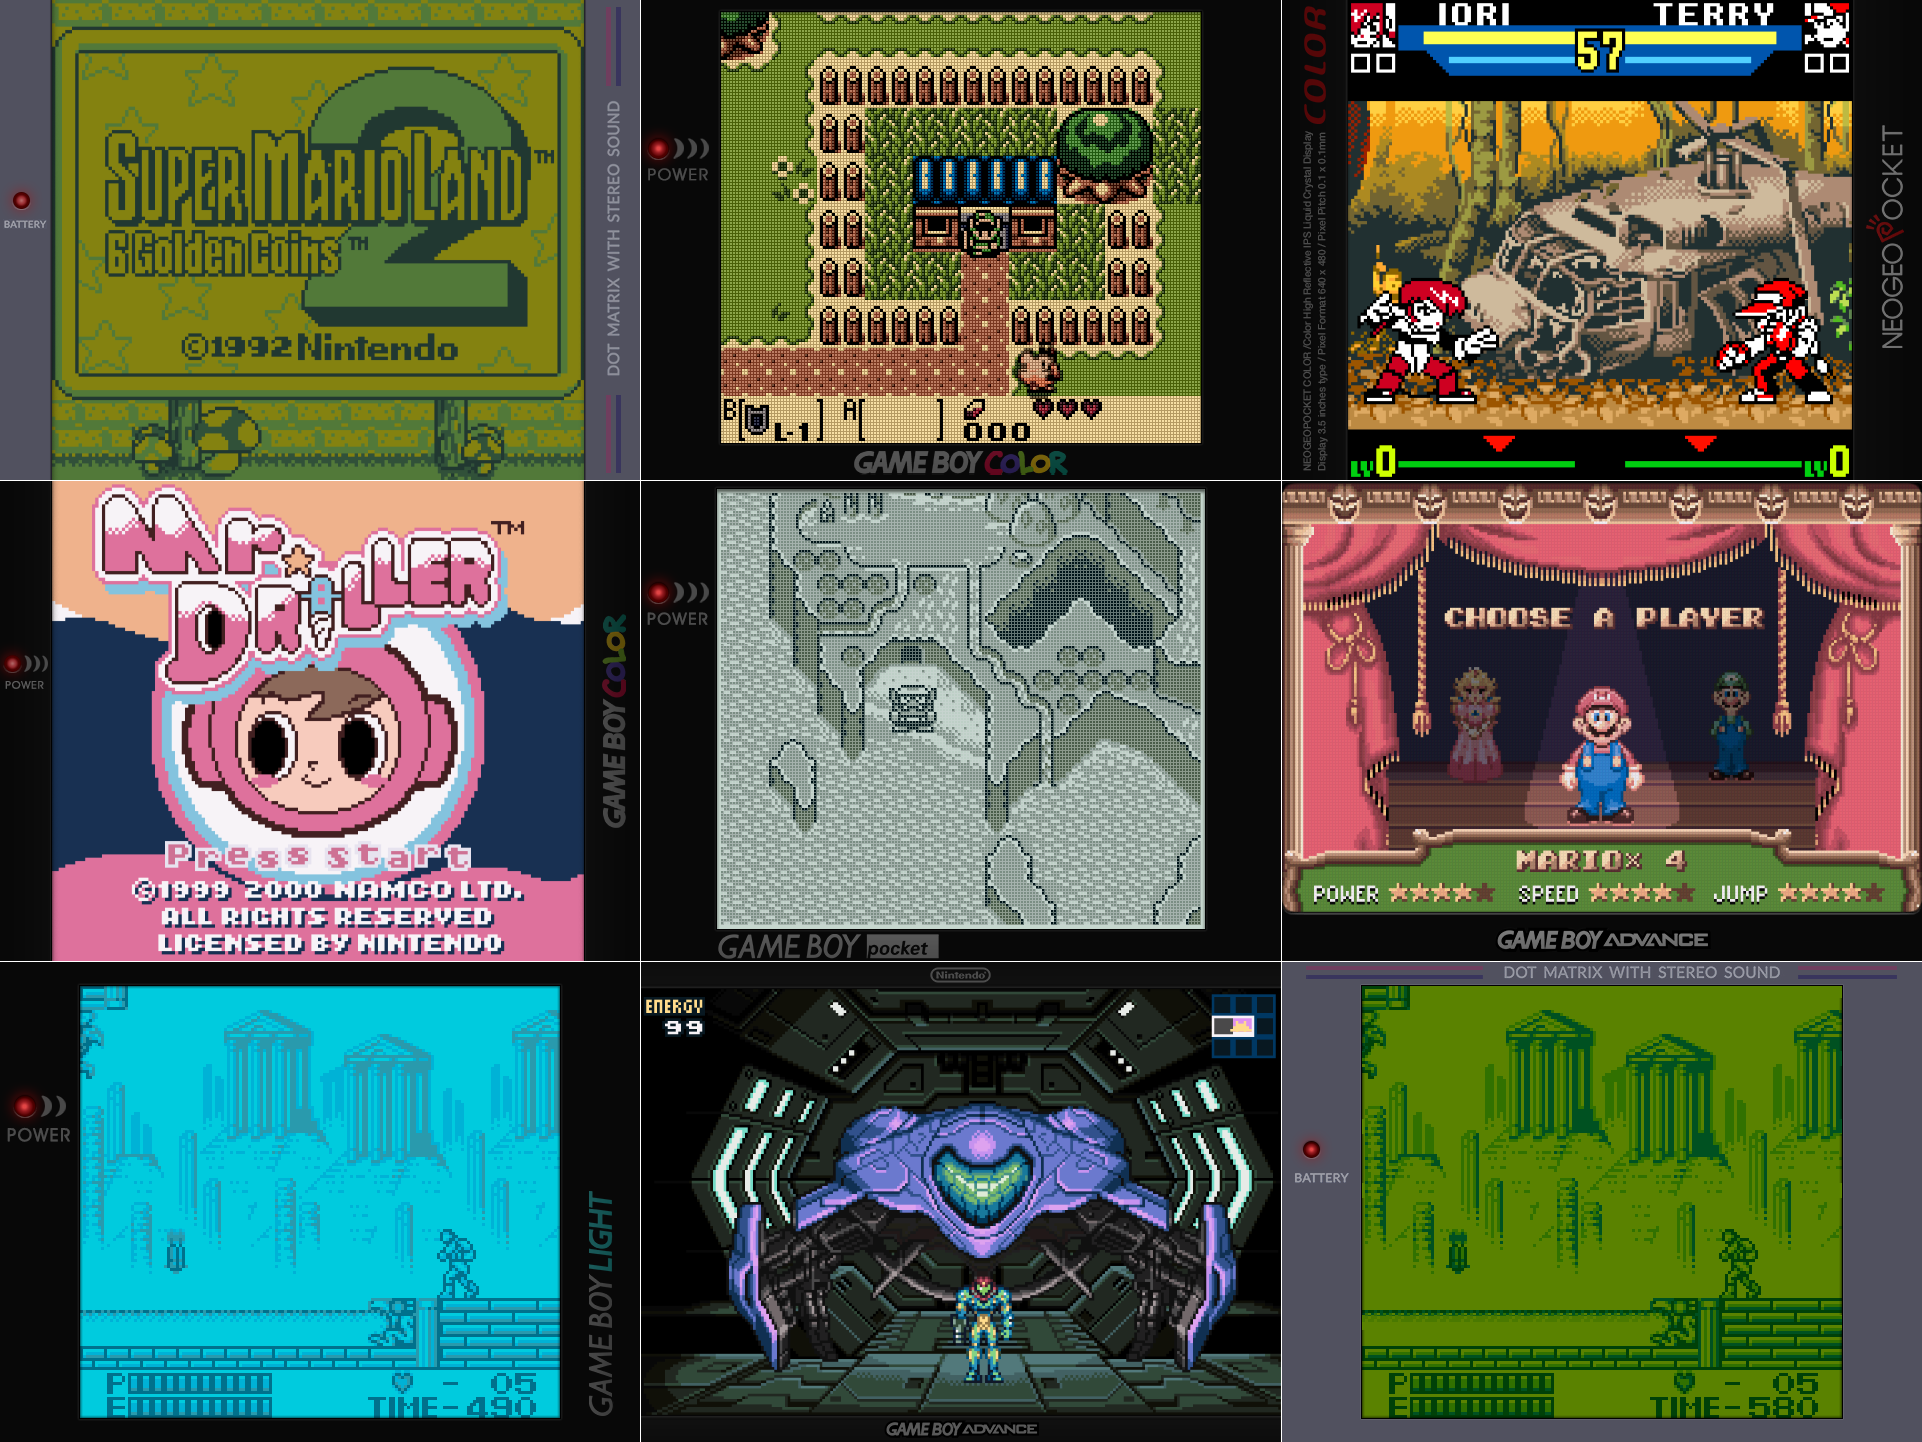 SUPER MARIO LAND 2 ™
6 Golden Coins ™
©1992 Nintendo
BATTERY
DOT MATRIX WITH STEREO SOUND
POWER
B[ L-1 ] A[ ] 000
GAME BOY COLOR
IORI TERRY
57
COLOR
NEOGEOPOCKET COLOR /Color High Reflective IPS Liquid Crystal Display
Display 3.5 inches type / Pixel Format 640 x 480 / Pixel Pitch 0.1 x 0.1mm
NEOGEO POCKET
LV0 LV0
Mr. DRiLLER ™
Press Start
©1999 2000 NAMCO LTD.
ALL RIGHTS RESERVED
LICENSED BY NINTENDO
POWER
GAME BOY COLOR
POWER
GAME BOY pocket
CHOOSE A PLAYER
MARIO× 4
POWER ★★★★★ SPEED ★★★★★ JUMP ★★★★★
GAME BOY ADVANCE
POWER
P - 05
E TIME-490
GAME BOY LIGHT
Nintendo
ENERGY
99
GAME BOY ADVANCE
DOT MATRIX WITH STEREO SOUND
BATTERY
P - 05
E TIME-580